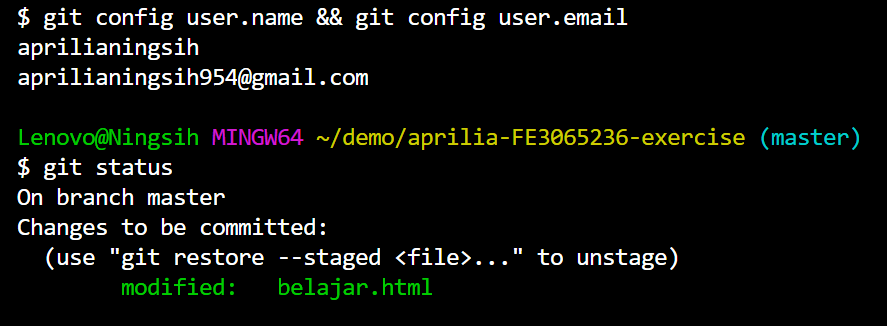 $ git config user.name && git config user.email
aprilianingsih
aprilianingsih954@gmail.com
Lenovo@Ningsih MINGW64 ~/demo/aprilia-FE3065236-exercise (master)
$ git status
On branch master
Changes to be committed:
(use "git restore --staged <file>..." to unstage)
modified: belajar.html